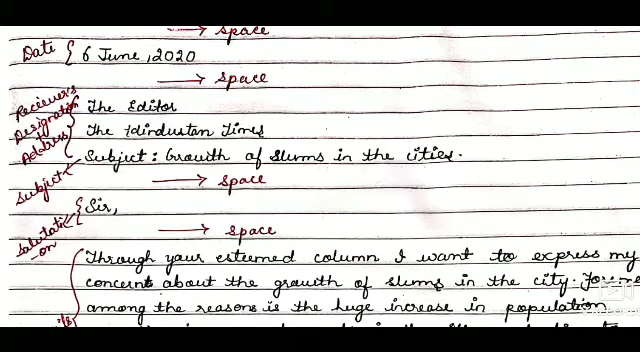 → space
Date { 6 June, 2020
→ space
Reciever's Designation Address { The Editor
The Hindustan Times
Subject { Subject : Growth of slums in the cities.
→ space
Salutation { Sir,
→ space
Through your esteemed column I want to express my
concerns about the growth of slums in the city.
among the reasons is the huge increase in population